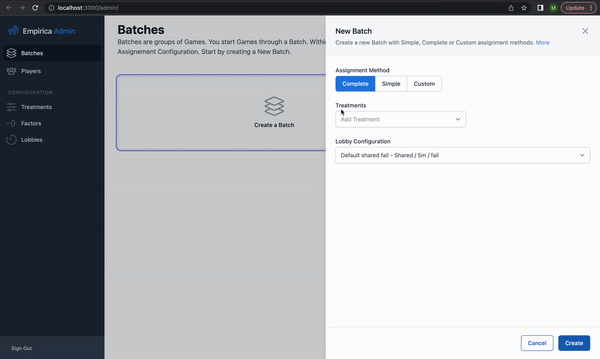 localhost:3000/admin/
M
Update
Empirica Admin
Batches
Players
CONFIGURATION
Treatments
Factors
Lobbies
Sign Out
Batches
Batches are groups of Games. You start Games through a Batch. Withi
Assignement Configuration. Start by creating a New Batch.
Create a Batch
New Batch
Create a new Batch with Simple, Complete or Custom assignment methods. More
Assignment Method
Complete Simple Custom
Treatments
Add Treatment
Lobby Configuration
Default shared fail - Shared / 5m / fail
Cancel Create